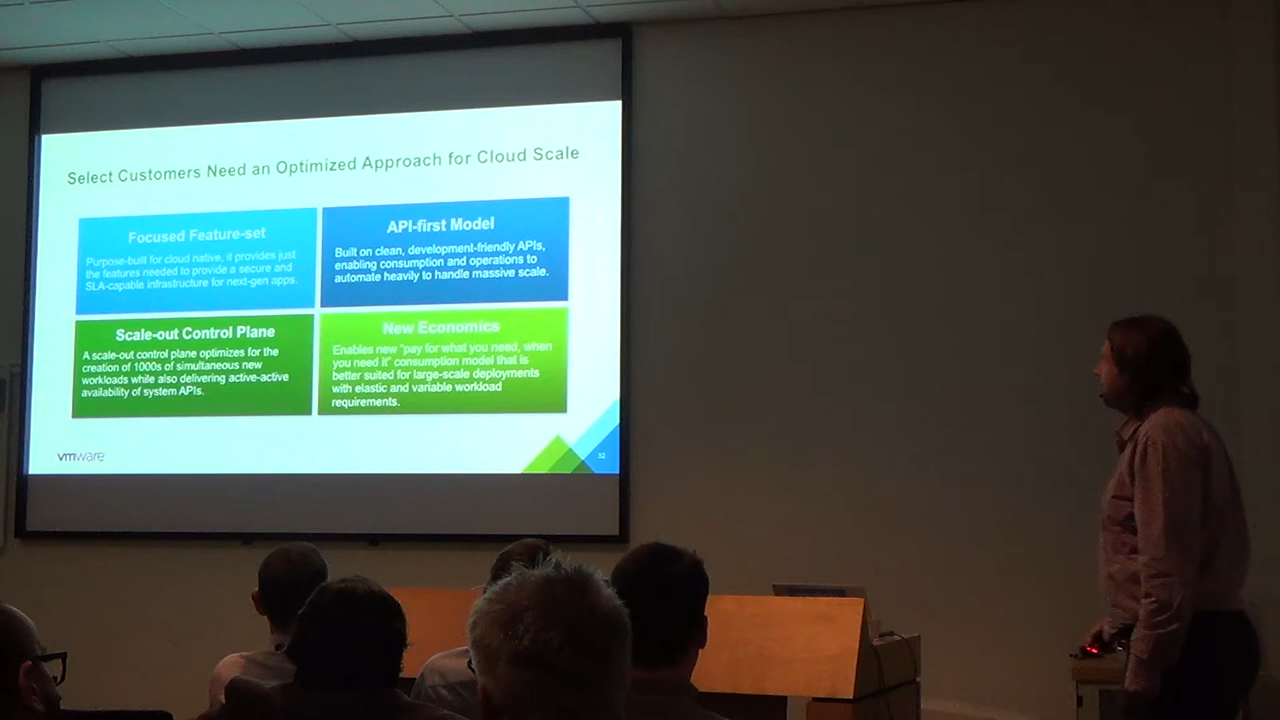 Select Customers Need an Optimized Approach for Cloud Scale
Focused Feature-set
Purpose-built for cloud native, it provides just
the features needed to provide a secure and
SLA-capable infrastructure for next-gen apps.
API-first Model
Built on clean, development-friendly APIs,
enabling consumption and operations to
automate heavily to handle massive scale.
Scale-out Control Plane
A scale-out control plane optimizes for the
creation of 1000s of simultaneous new
workloads while also delivering active-active
availability of system APIs.
New Economics
Enables new "pay for what you need, when
you need it" consumption model that is
better suited for large-scale deployments
with elastic and variable workload
requirements.
vmware
32